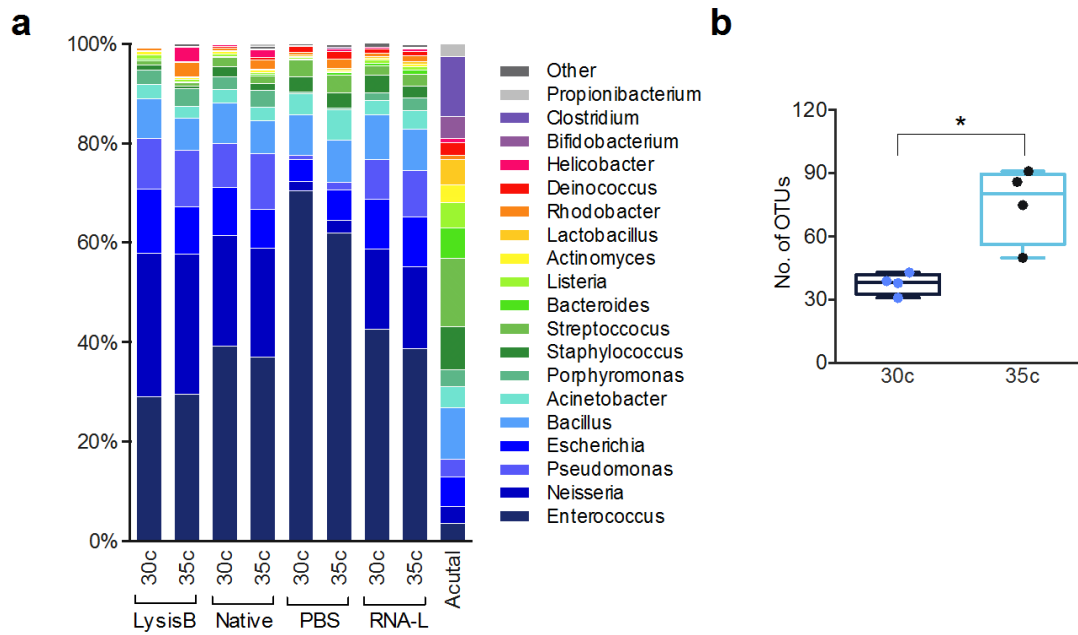 a
100%
80%
60%
40%
20%
0%
30c 35c 30c 35c 30c 35c 30c 35c Acutal
LysisB Native PBS RNA-L
Other
Propionibacterium
Clostridium
Bifidobacterium
Helicobacter
Deinococcus
Rhodobacter
Lactobacillus
Actinomyces
Listeria
Bacteroides
Streptoccocus
Staphylococcus
Porphyromonas
Acinetobacter
Bacillus
Escherichia
Pseudomonas
Neisseria
Enterococcus
b
No. of OTUs
120
90
60
30
0
*
30c 35c